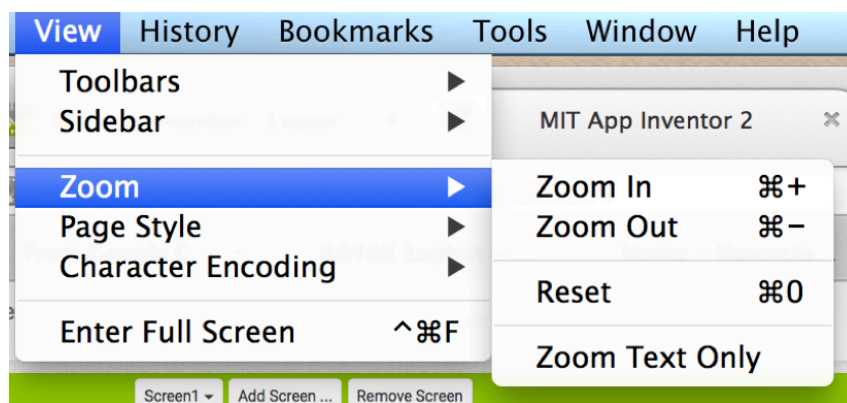 View History Bookmarks Tools Window Help
Toolbars ▶
Sidebar ▶
MIT App Inventor 2 ×
Zoom ▶
Page Style ▶
Character Encoding ▶
Enter Full Screen ^⌘F
Zoom In ⌘+
Zoom Out ⌘−
Reset ⌘0
Zoom Text Only
Screen1 Add Screen ... Remove Screen